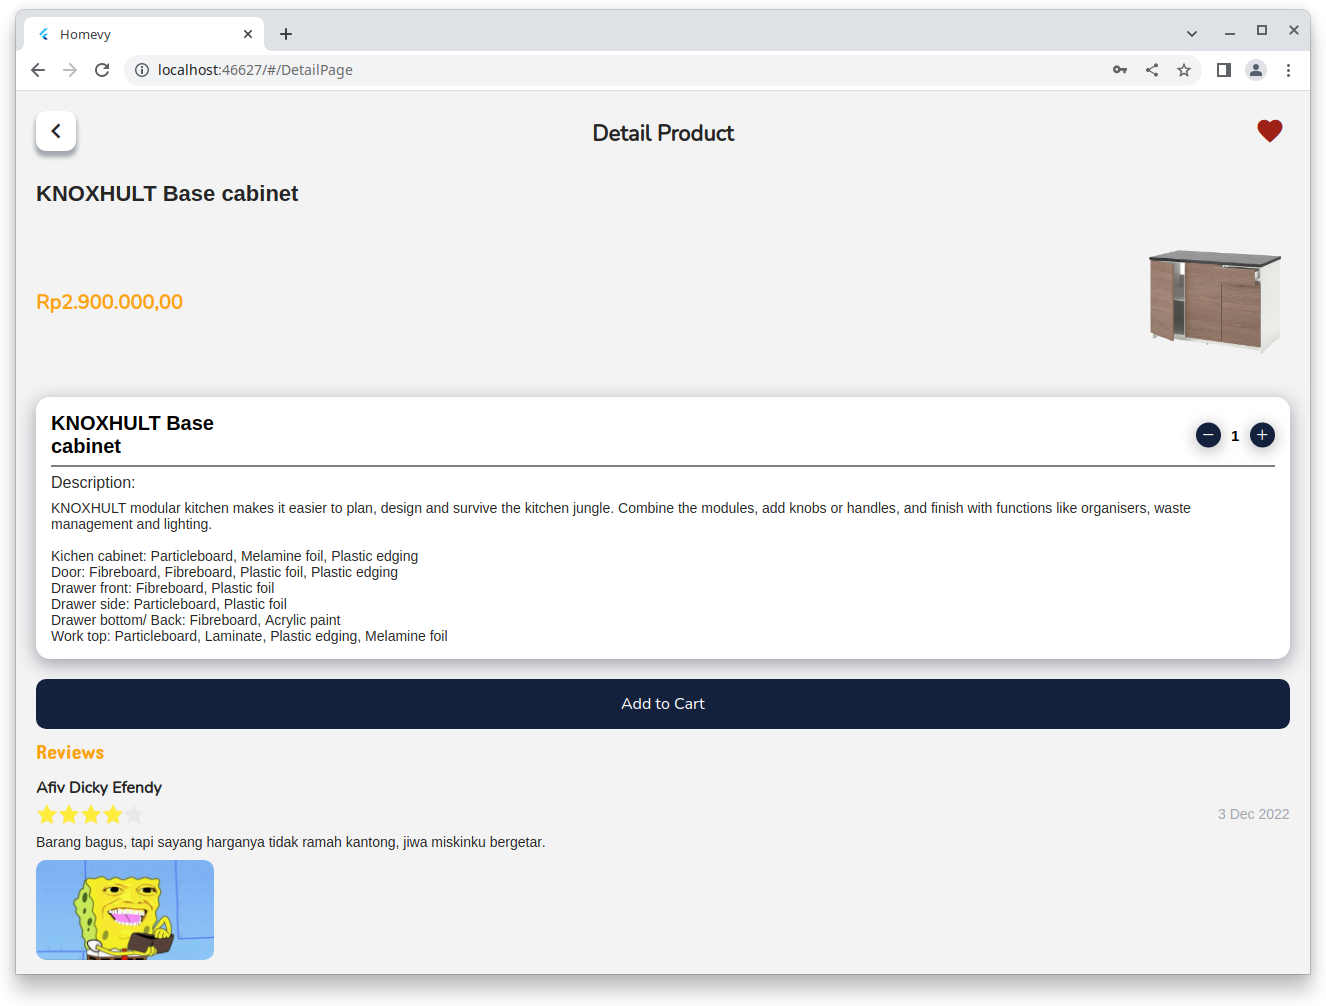 Homevy
localhost:46627/#/DetailPage
Detail Product
KNOXHULT Base cabinet
Rp2.900.000,00
KNOXHULT Base
cabinet
1
Description:
KNOXHULT modular kitchen makes it easier to plan, design and survive the kitchen jungle. Combine the modules, add knobs or handles, and finish with functions like organisers, waste
management and lighting.
Kichen cabinet: Particleboard, Melamine foil, Plastic edging
Door: Fibreboard, Fibreboard, Plastic foil, Plastic edging
Drawer front: Fibreboard, Plastic foil
Drawer side: Particleboard, Plastic foil
Drawer bottom/ Back: Fibreboard, Acrylic paint
Work top: Particleboard, Laminate, Plastic edging, Melamine foil
Add to Cart
Reviews
Afiv Dicky Efendy
3 Dec 2022
Barang bagus, tapi sayang harganya tidak ramah kantong, jiwa miskinku bergetar.